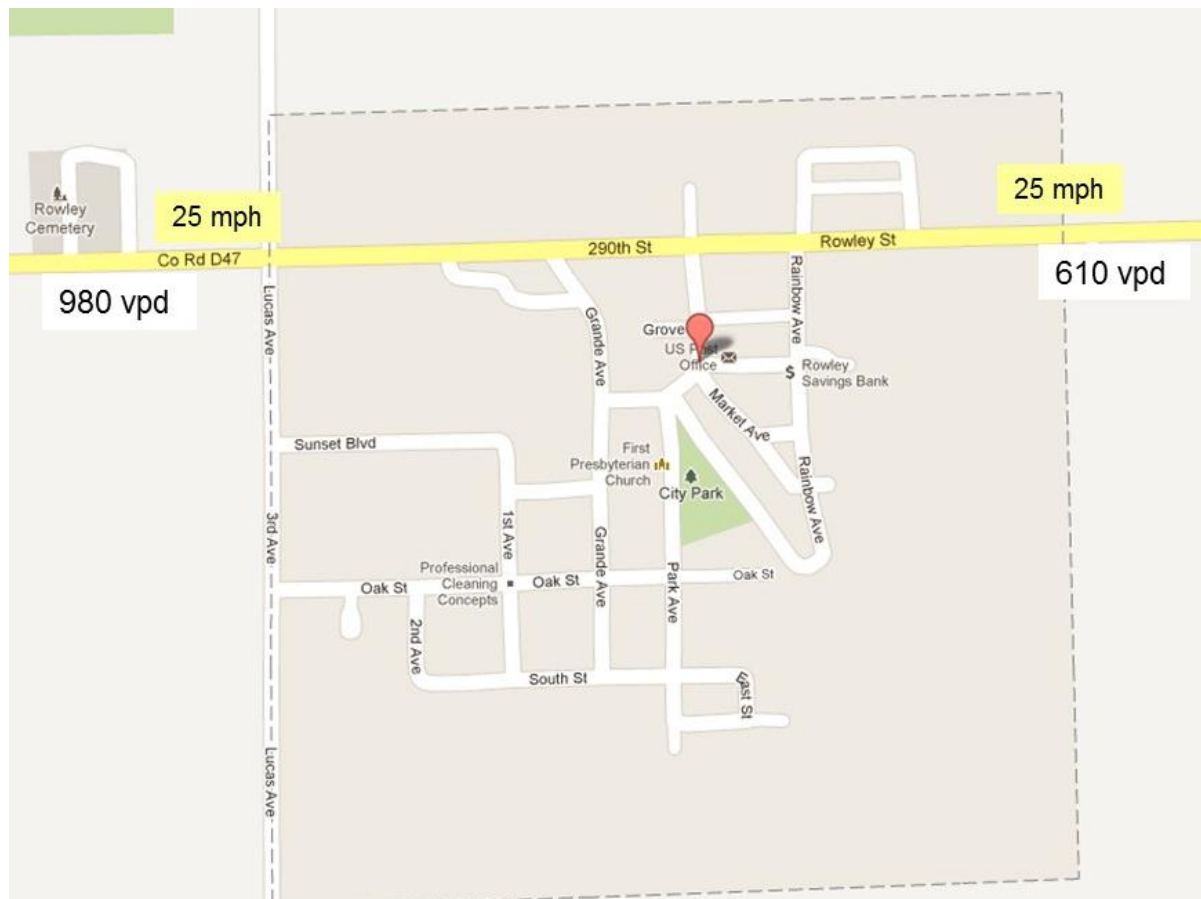 25 mph
25 mph
Rowley
Cemetery
290th St
Rowley St
Co Rd D47
980 vpd
610 vpd
Lucas Ave
Rainbow Ave
Grande Ave
Grove
US Post
Office
$
Rowley
Savings Bank
Market Ave
Sunset Blvd
First
Presbyterian
Church
City Park
Rainbow Ave
3rd Ave
1st Ave
Grande Ave
Professional
Cleaning
Concepts
Oak St
Oak St
Oak St
Park Ave
2nd Ave
South St
East St
Lucas Ave